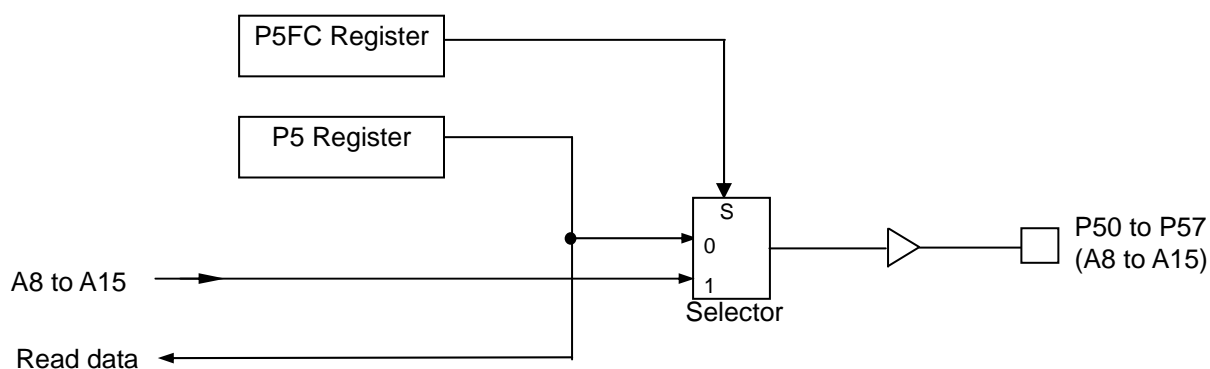 P5FC Register
P5 Register
S
0
1
Selector
A8 to A15
Read data
P50 to P57
(A8 to A15)